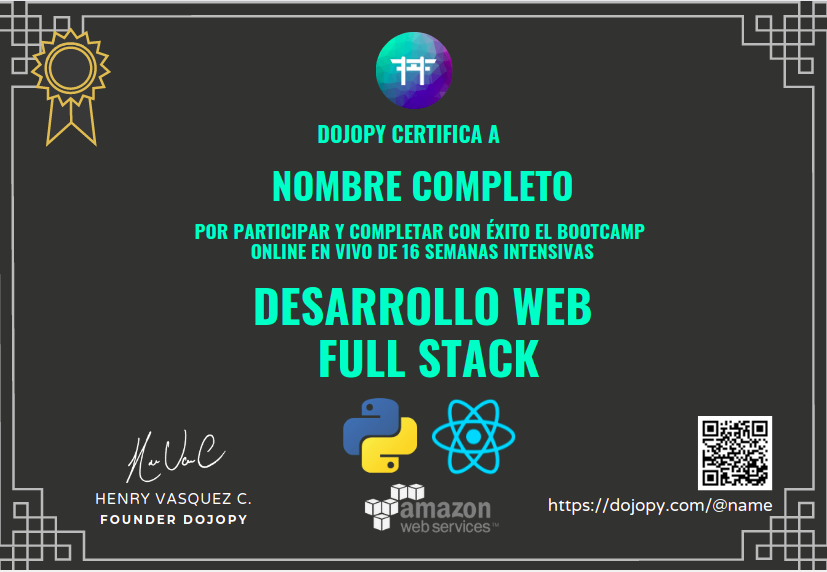 DOJOPY CERTIFICA A
NOMBRE COMPLETO
POR PARTICIPAR Y COMPLETAR CON ÉXITO EL BOOTCAMP
ONLINE EN VIVO DE 16 SEMANAS INTENSIVAS
DESARROLLO WEB
FULL STACK
HENRY VASQUEZ C.
FOUNDER DOJOPY
amazon
web services™
https://dojopy.com/@name